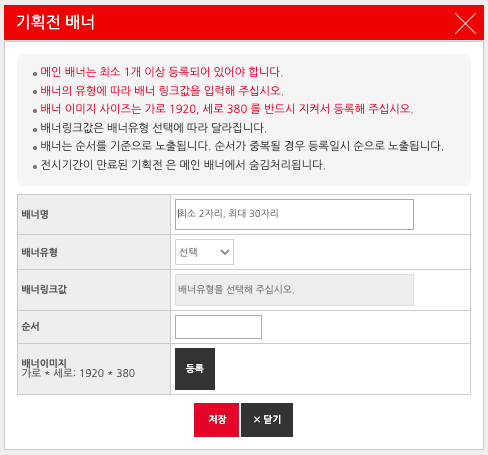 기획전 배너
메인 배너는 최소 1개 이상 등록되어 있어야 합니다.
배너의 유형에 따라 배너 링크값을 입력해 주십시오.
배너 이미지 사이즈는 가로 1920, 세로 380 를 반드시 지켜서 등록해 주십시오.
배너링크값은 배너유형 선택에 따라 달라집니다.
배너는 순서를 기준으로 노출됩니다. 순서가 중복될 경우 등록일시 순으로 노출됩니다.
전시기간이 만료된 기획전 은 메인 배너에서 숨김처리됩니다.
배너명 최소 2자리, 최대 30자리
배너유형 선택
배너링크값 배너유형을 선택해 주십시오.
순서
배너이미지
가로 * 세로: 1920 * 380
등록
저장 × 닫기